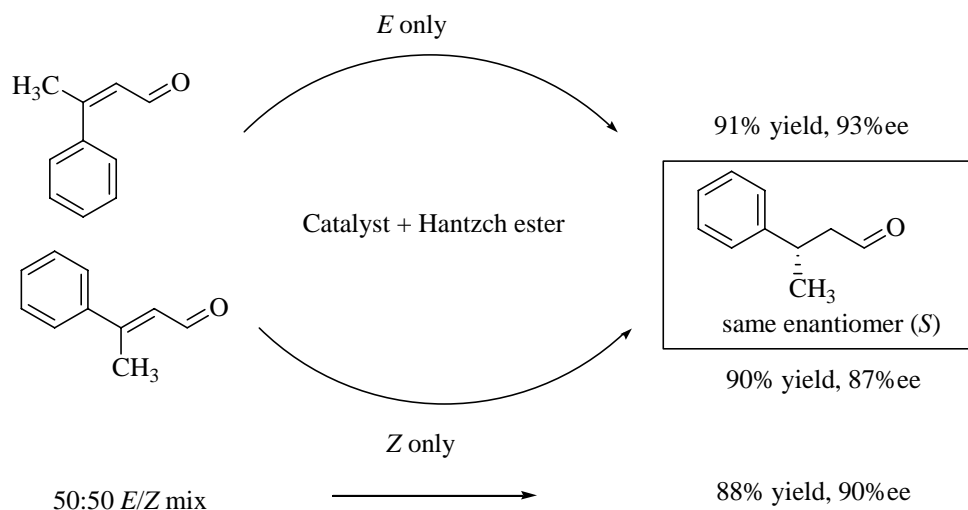 E only
H3C
O
91% yield, 93%ee
Catalyst + Hantzch ester
O
CH3
same enantiomer (S)
O
CH3
90% yield, 87%ee
Z only
50:50 E/Z mix
88% yield, 90%ee